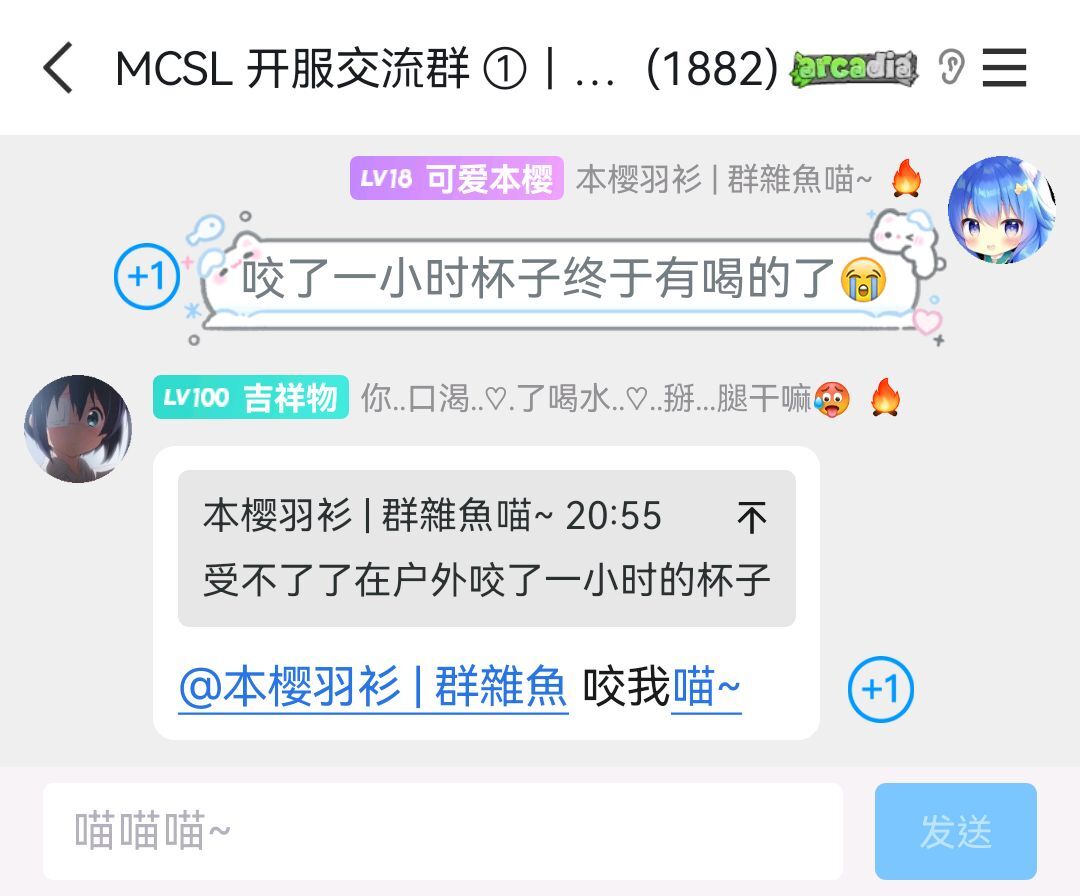 MCSL 开服交流群 ① | ... (1882) arcadia
LV18 可爱本樱 本樱羽衫 | 群雜魚喵~
+1
咬了一小时杯子终于有喝的了😭
LV100 吉祥物 你..口渴..♡.了喝水..♡..掰...腿干嘛🥵
本樱羽衫 | 群雜魚喵~ 20:55
受不了了在户外咬了一小时的杯子
@本樱羽衫 | 群雜魚 咬我喵~
+1
喵喵喵~
发送